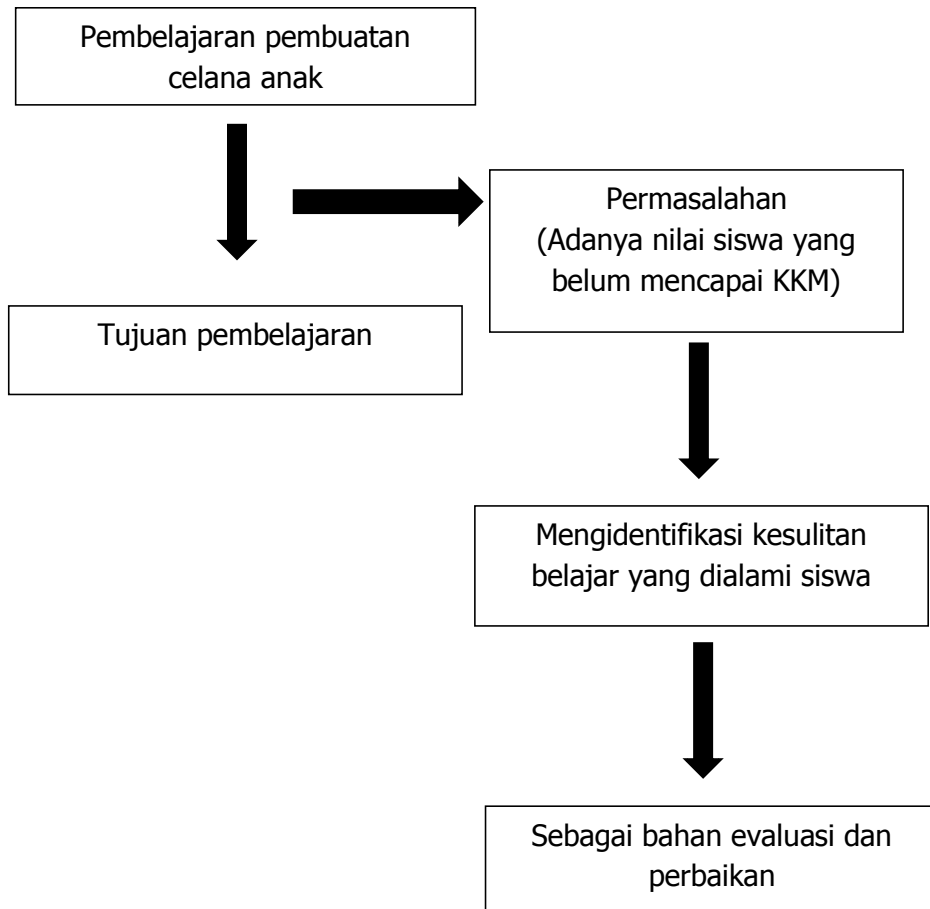 Pembelajaran pembuatan
celana anak
Permasalahan
(Adanya nilai siswa yang
belum mencapai KKM)
Tujuan pembelajaran
Mengidentifikasi kesulitan
belajar yang dialami siswa
Sebagai bahan evaluasi dan
perbaikan